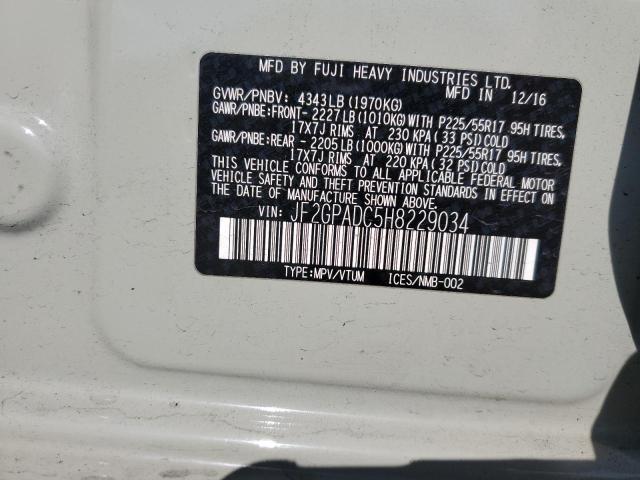 MFD BY FUJI HEAVY INDUSTRIES LTD.
MFD IN 12/16
GVWR/PNBV: 4343LB (1970KG)
GAWR/PNBE:FRONT- 2227LB (1010KG) WITH P225/55R17 95H TIRES,
17X7J RIMS AT 230 KPA ( 33 PSI) COLD
GAWR/PNBE:REAR - 2205LB (1000KG) WITH P225/55R17 95H TIRES,
17X7J RIMS AT 220 KPA ( 32 PSI) COLD
THIS VEHICLE CONFORMS TO ALL APPLICABLE FEDERAL MOTOR
VEHICLE SAFETY AND THEFT PREVENTION STANDARDS IN EFFECT ON
THE DATE OF MANUFACTURE SHOWN ABOVE.
VIN: JF2GPADC5H8229034
TYPE:MPV/VTUM ICES/NMB-002